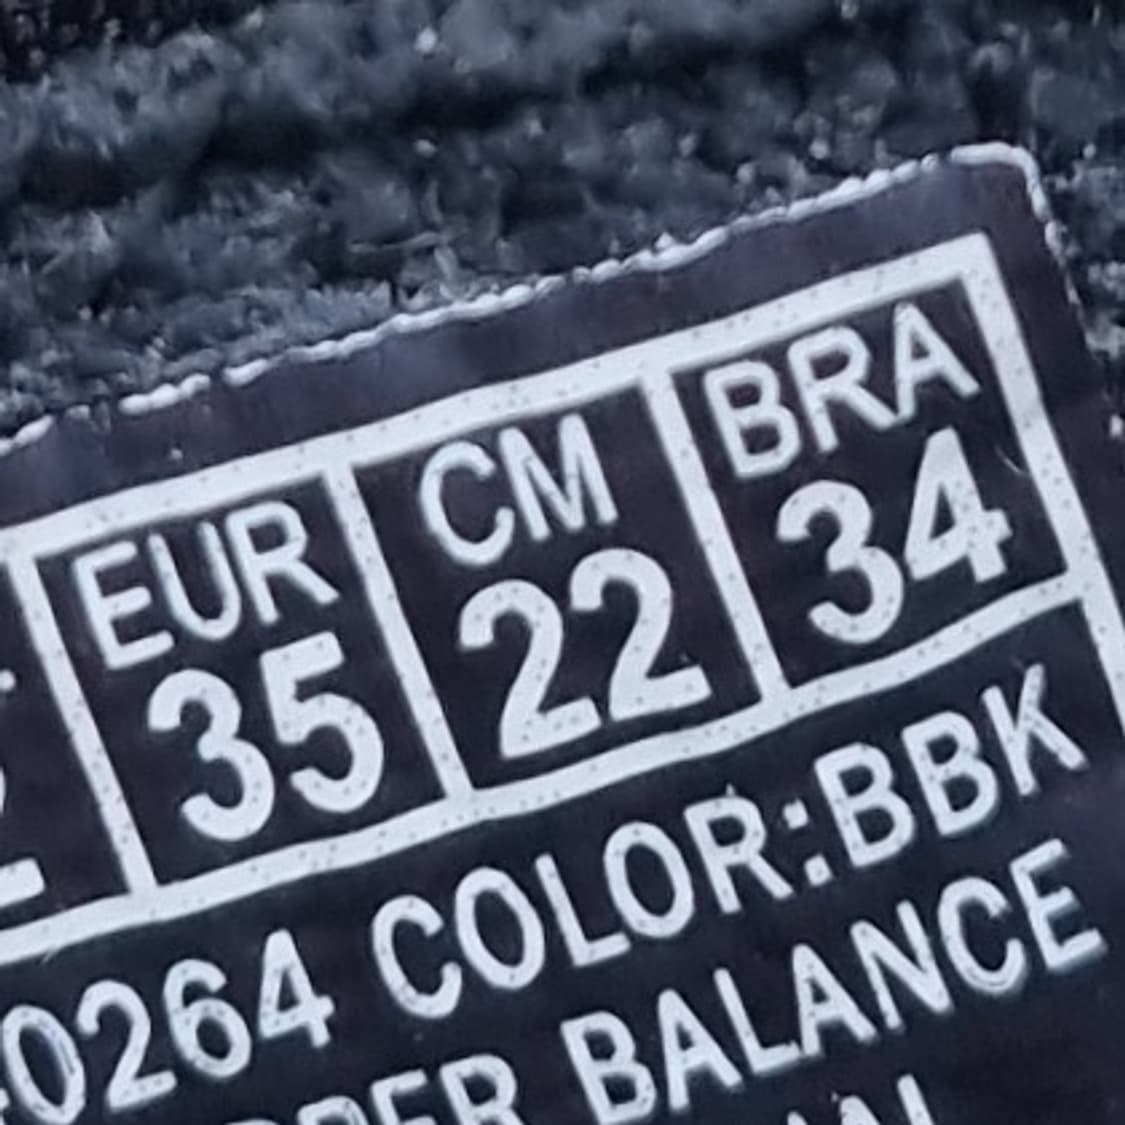 EUR CM BRA
35 22 34
0264 COLOR:BBK
BALANCE